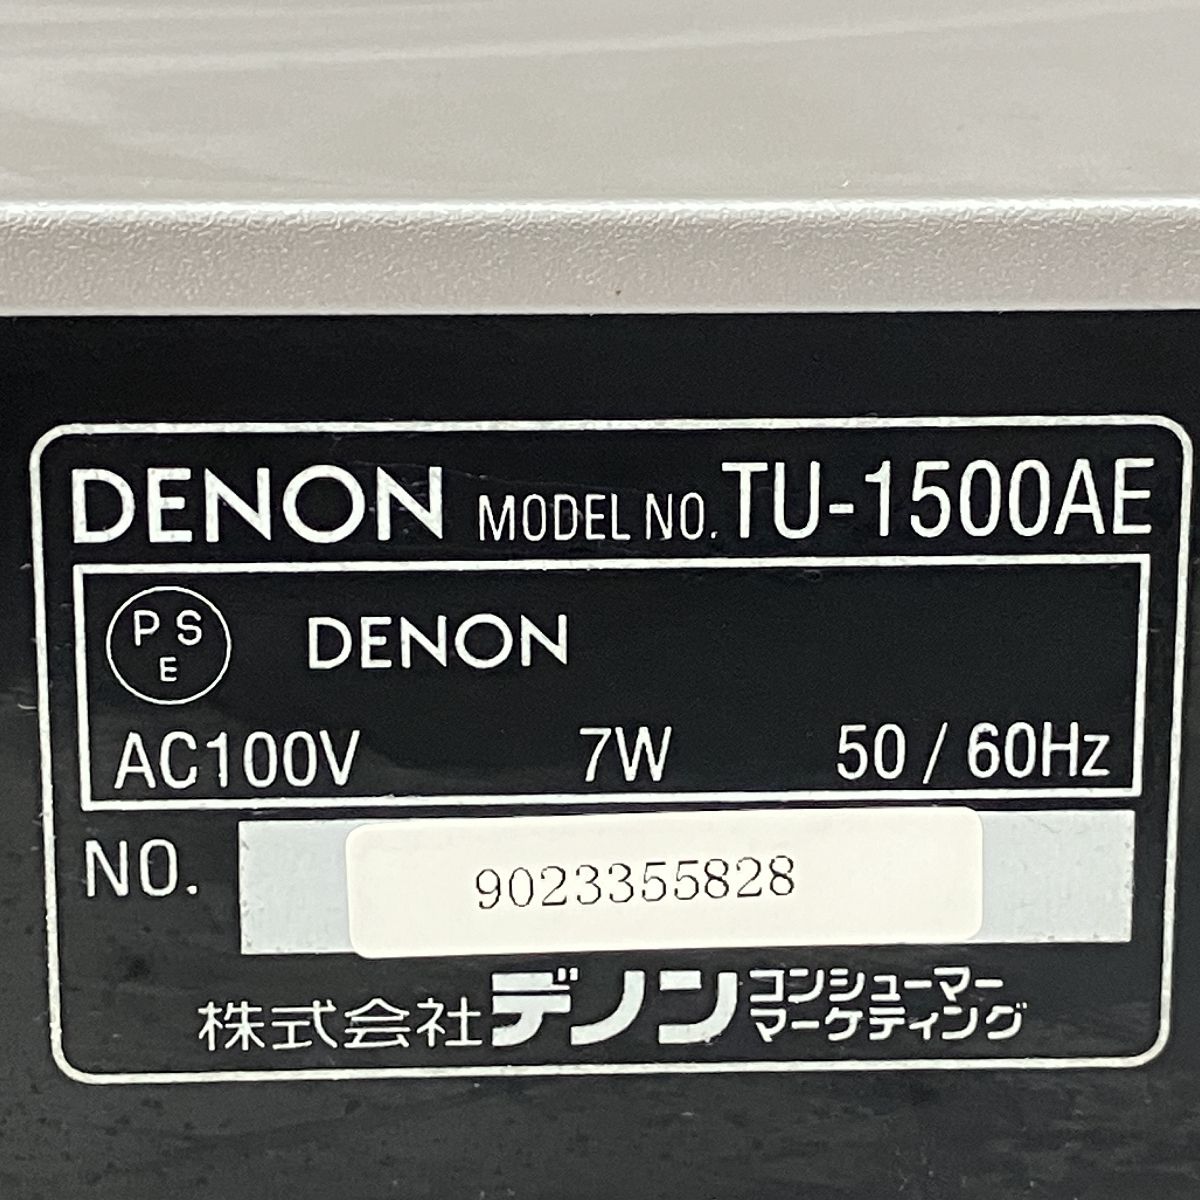 DENON MODEL NO. TU-1500AE
PSE DENON
AC100V 7W 50 / 60Hz
NO. 9023355828
株式会社デノン コンシューマー
マーケティング